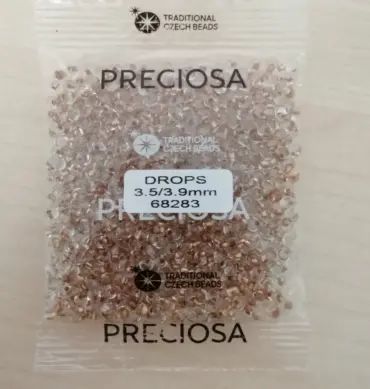 TRADITIONAL
CZECH BEADS
PRECIOSA
TRADITIONAL
CZECH BEADS
DROPS
3.5/3.9mm
68283
PRECIOSA
TRADITIONAL
CZECH BEADS
PRECIOSA